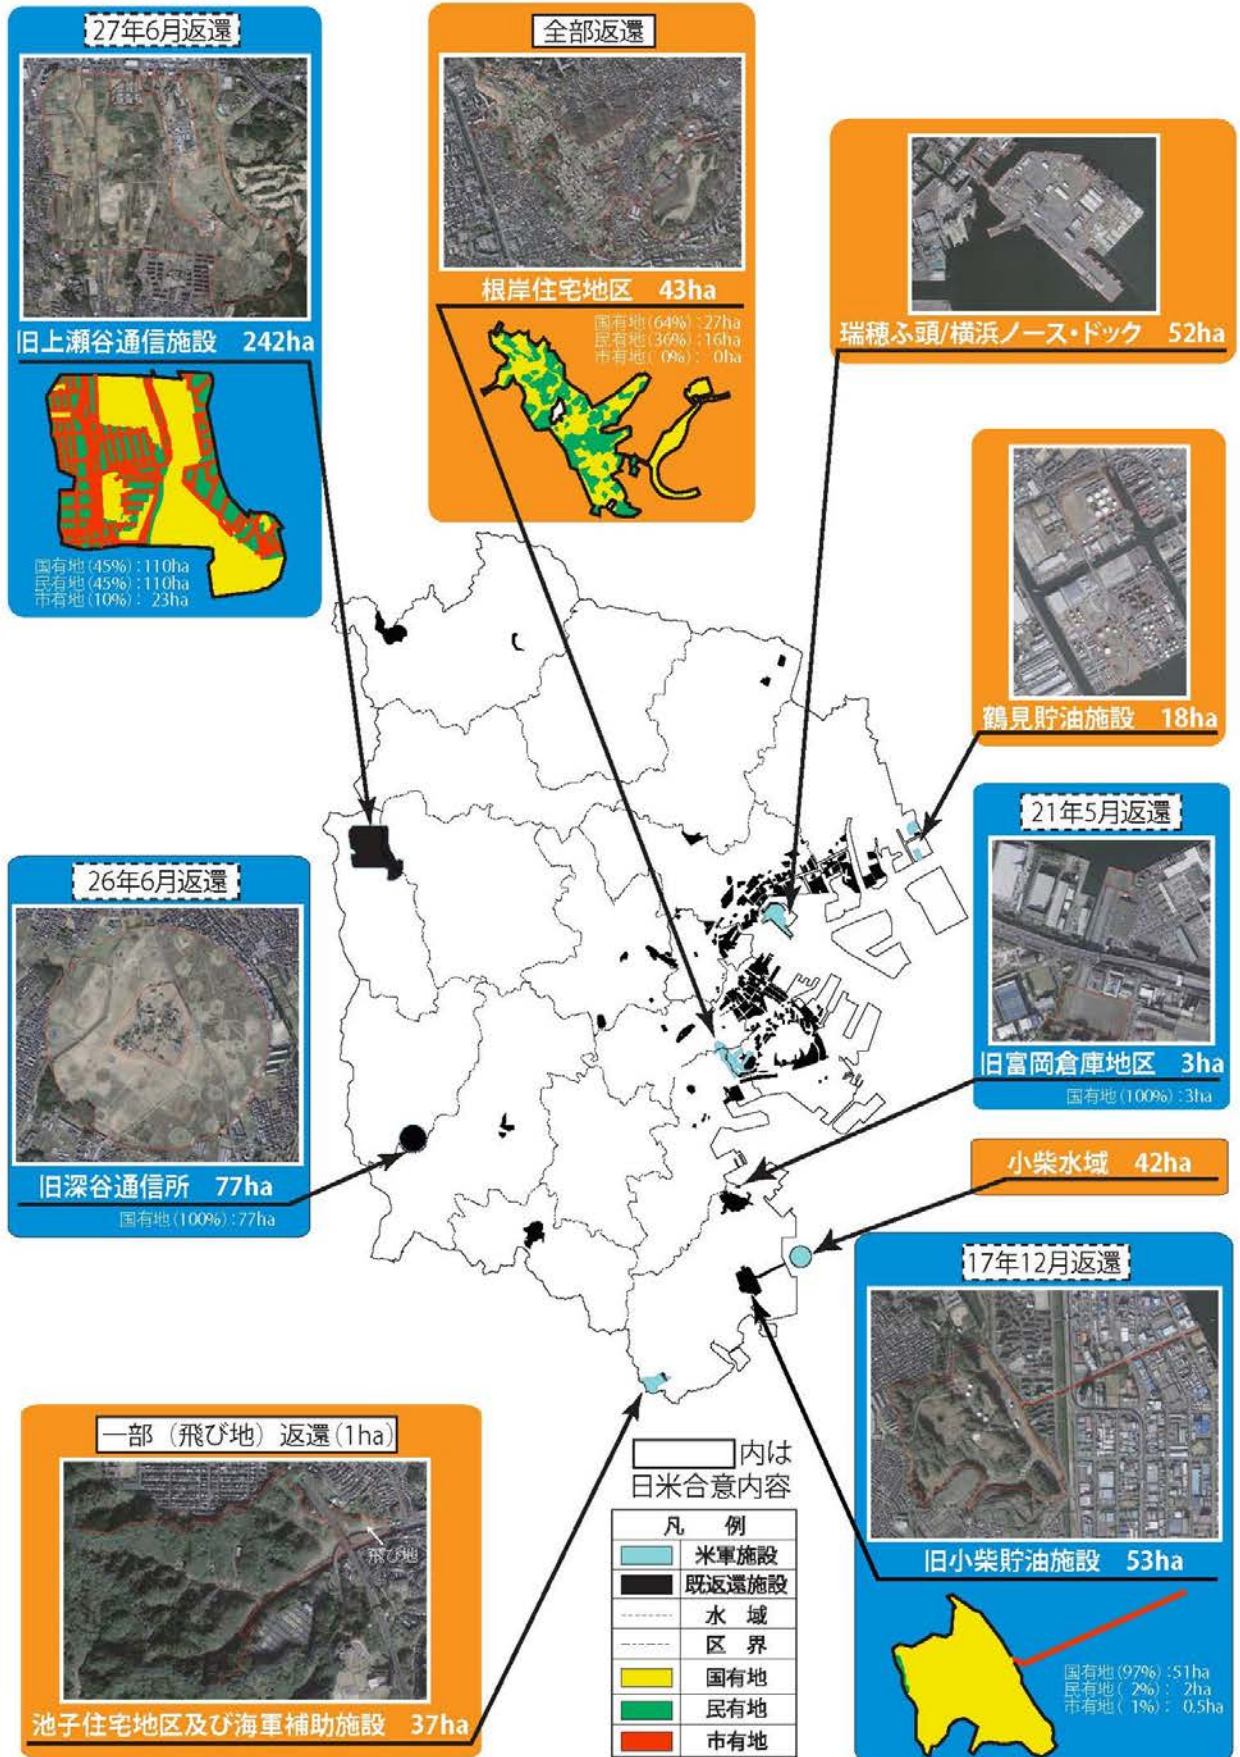 27年6月返還
旧上瀬谷通信施設 242ha
国有地(45%):110ha
民有地(45%):110ha
市有地(10%): 23ha
全部返還
根岸住宅地区 43ha
国有地(64%):27ha
民有地(36%):16ha
市有地( 0%): 0ha
瑞穂ふ頭/横浜ノース・ドック 52ha
鶴見貯油施設 18ha
21年5月返還
旧富岡倉庫地区 3ha
国有地(100%):3ha
26年6月返還
旧深谷通信所 77ha
国有地(100%):77ha
小柴水域 42ha
17年12月返還
旧小柴貯油施設 53ha
国有地(97%):51ha
民有地( 2%): 2ha
市有地( 1%): 0.5ha
一部（飛び地）返還(1ha)
飛び地
池子住宅地区及び海軍補助施設 37ha
内は
日米合意内容
凡 例
米軍施設
既返還施設
水 域
区 界
国有地
民有地
市有地